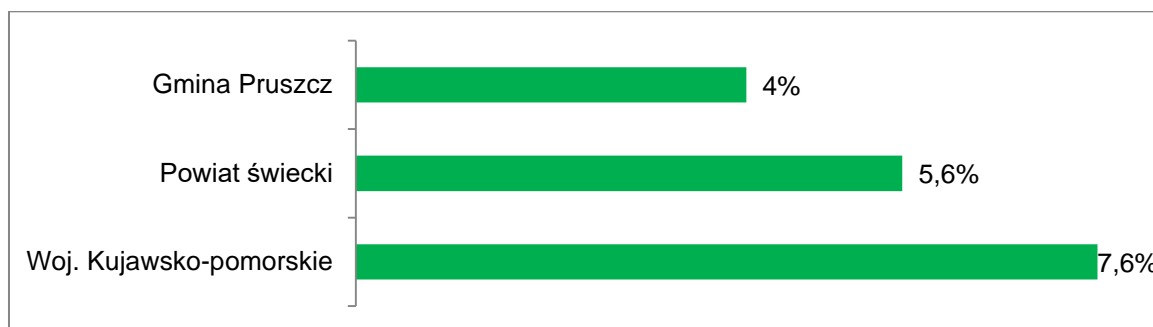 Gmina Pruszcz 4%
Powiat świecki 5,6%
Woj. Kujawsko-pomorskie 7,6%